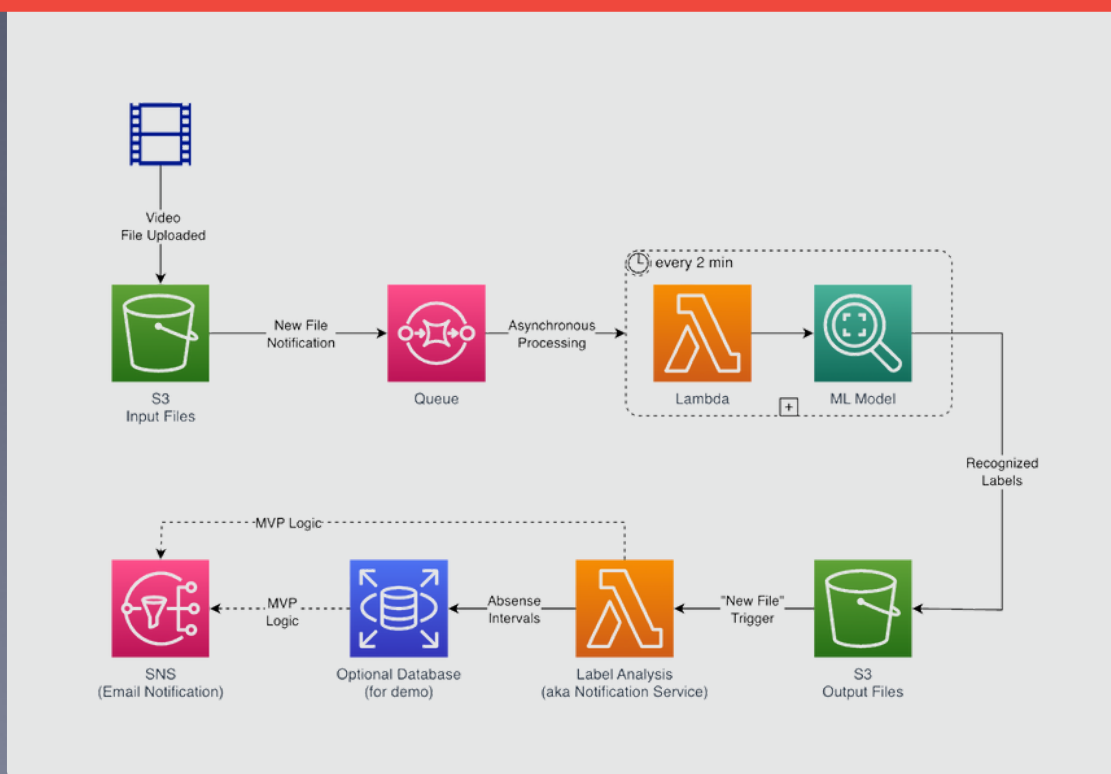 Video
File Uploaded
every 2 min
New File
Notification
Asynchronous
Processing
S3
Input Files
Queue
Lambda
+
ML Model
Recognized
Labels
MVP Logic
MVP
Logic
Absense
Intervals
"New File"
Trigger
SNS
(Email Notification)
Optional Database
(for demo)
Label Analysis
(aka Notification Service)
S3
Output Files